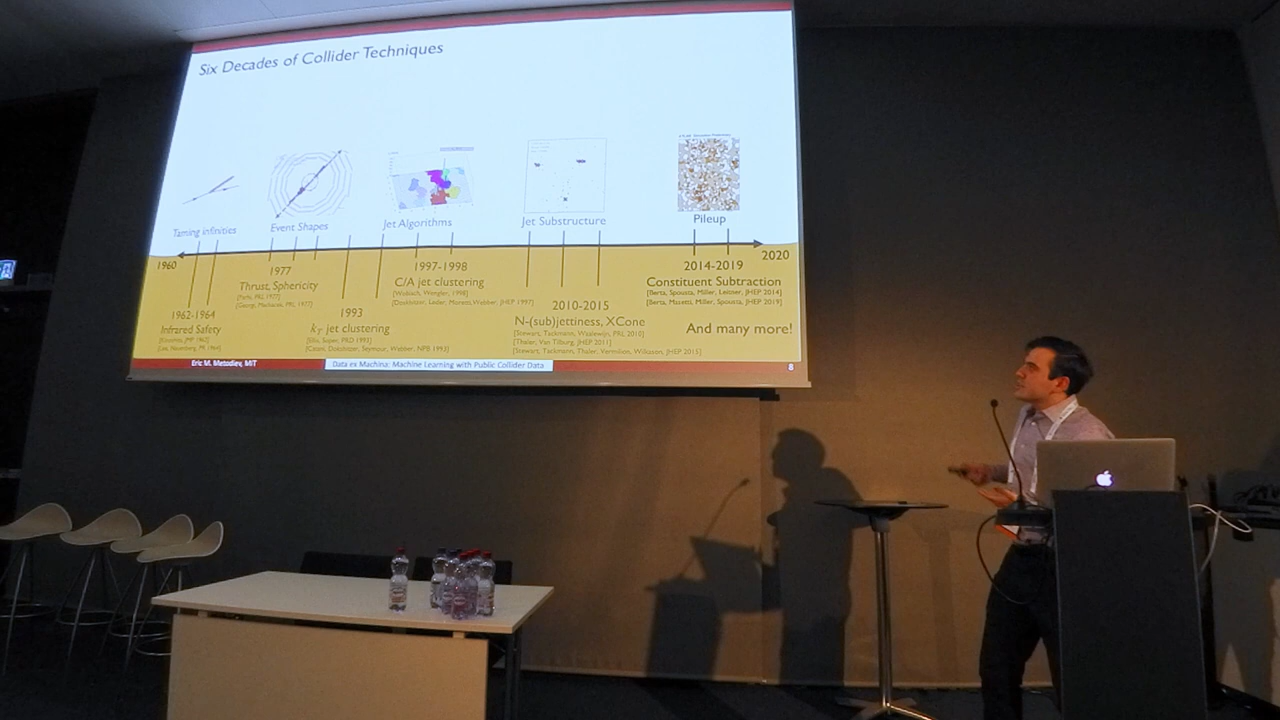 Six Decades of Collider Techniques
Taming infinities
Event Shapes
Jet Algorithms
Jet Substructure
Pileup
1960
2020
1962-1964
Infrared Safety
[Kinoshita, JMP 1962]
[Lee, Nauenberg, PR 1964]
1977
Thrust, Sphericity
[Farhi, PRL 1977]
[Georgi, Machacek, PRL 1977]
1993
kT jet clustering
[Ellis, Soper, PRD 1993]
[Catani, Dokshitzer, Seymour, Webber, NPB 1993]
1997-1998
C/A jet clustering
[Wobisch, Wengler, 1998]
[Dokshitzer, Leder, Moretti, Webber, JHEP 1997]
2010-2015
N-(sub)jettiness, XCone
[Stewart, Tackmann, Waalewijn, PRL 2010]
[Thaler, Van Tilburg, JHEP 2011]
[Stewart, Tackmann, Thaler, Vermilion, Wilkason, JHEP 2015]
2014-2019
Constituent Subtraction
[Berta, Spousta, Miller, Leitner, JHEP 2014]
[Berta, Masetti, Miller, Spousta, JHEP 2019]
And many more!
Eric M. Metodiev, MIT
Data ex Machina: Machine Learning with Public Collider Data
8